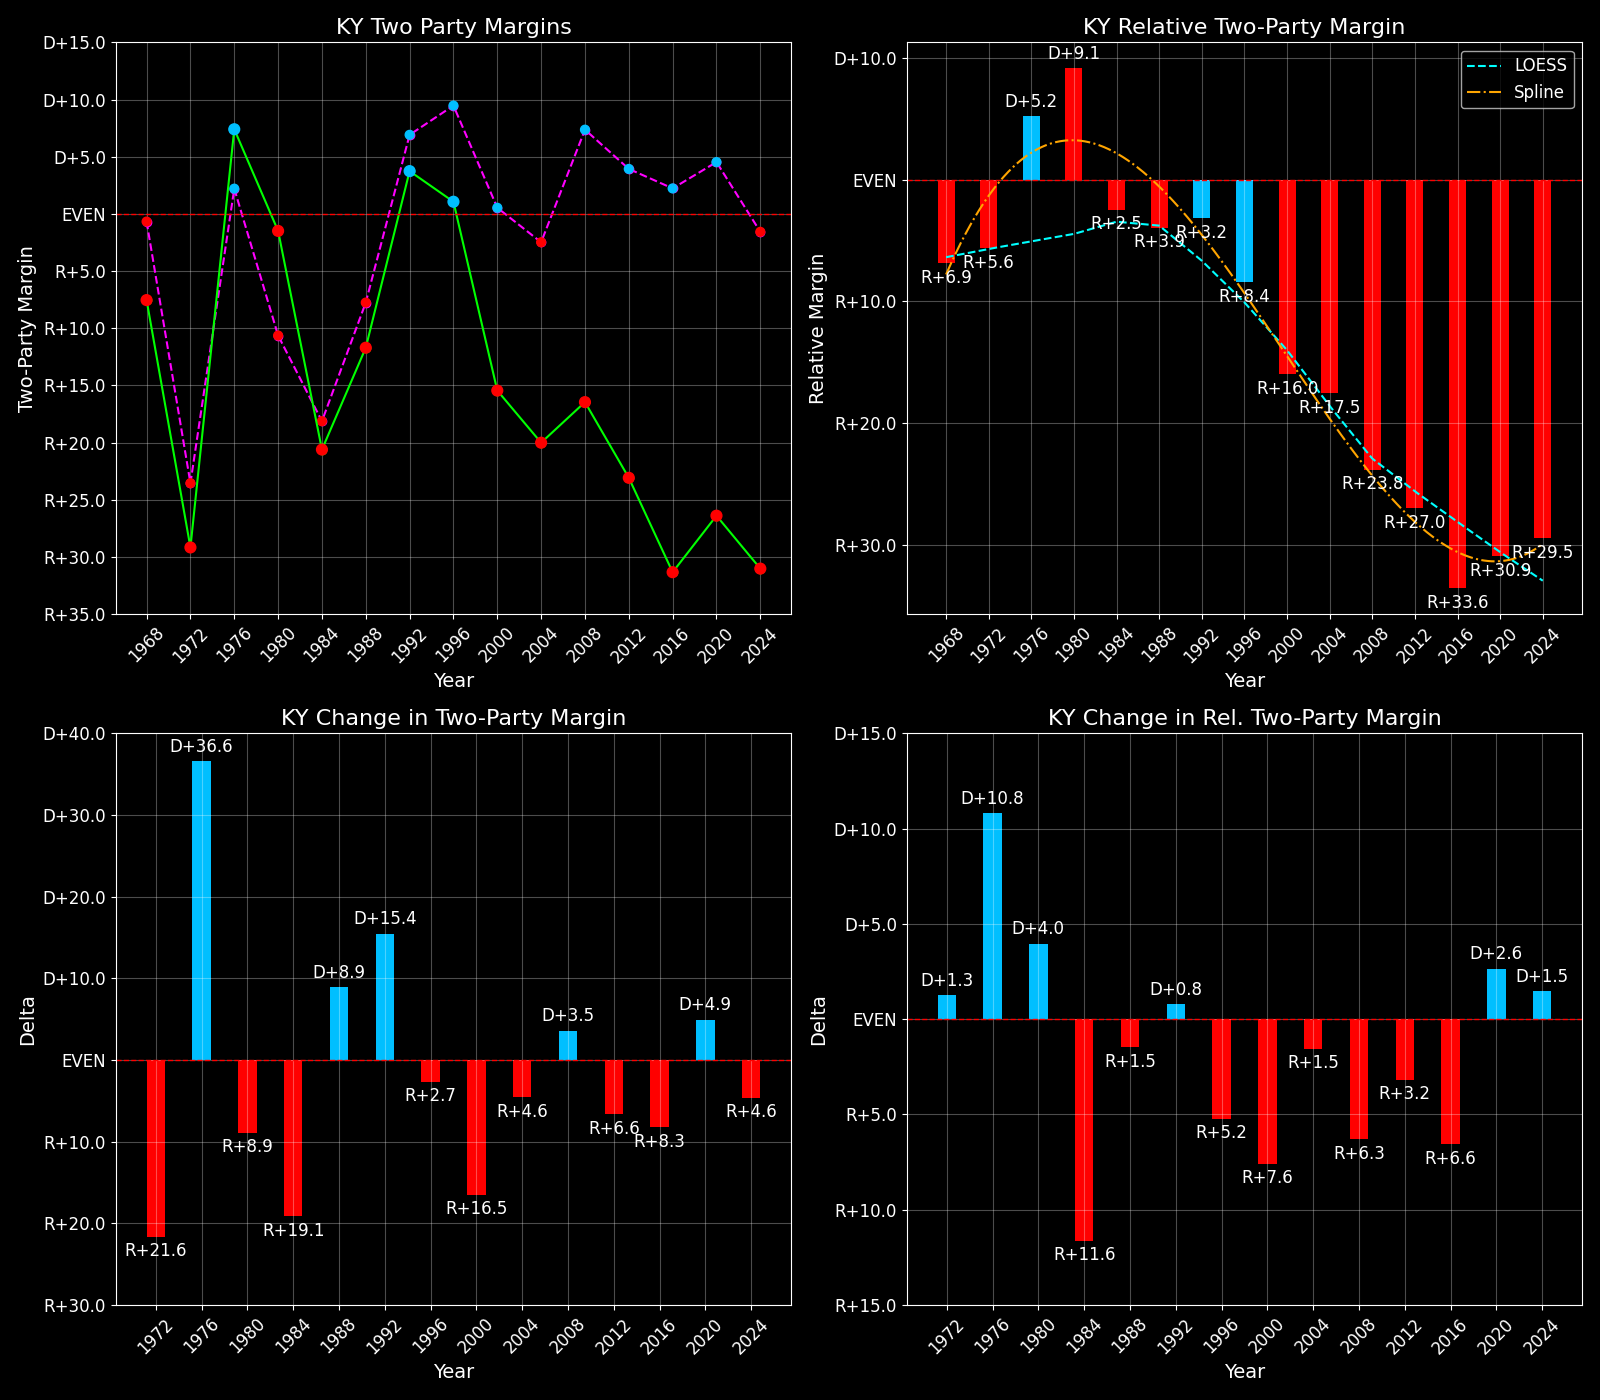 KY Two Party Margins
D+15.0
D+10.0
D+5.0
EVEN
R+5.0
R+10.0
R+15.0
R+20.0
R+25.0
R+30.0
R+35.0
Two-Party Margin
1968
1972
1976
1980
1984
1988
1992
1996
2000
2004
2008
2012
2016
2020
2024
Year
KY Relative Two-Party Margin
D+10.0
EVEN
R+10.0
R+20.0
R+30.0
Relative Margin
LOESS
Spline
R+6.9
R+5.6
D+5.2
D+9.1
R+2.5
R+3.9
R+3.2
R+8.4
R+16.0
R+17.5
R+23.8
R+27.0
R+33.6
R+30.9
R+29.5
1968
1972
1976
1980
1984
1988
1992
1996
2000
2004
2008
2012
2016
2020
2024
Year
KY Change in Two-Party Margin
D+40.0
D+30.0
D+20.0
D+10.0
EVEN
R+10.0
R+20.0
R+30.0
Delta
R+21.6
D+36.6
R+8.9
R+19.1
D+8.9
D+15.4
R+2.7
R+16.5
R+4.6
D+3.5
R+6.6
R+8.3
D+4.9
R+4.6
1972
1976
1980
1984
1988
1992
1996
2000
2004
2008
2012
2016
2020
2024
Year
KY Change in Rel. Two-Party Margin
D+15.0
D+10.0
D+5.0
EVEN
R+5.0
R+10.0
R+15.0
Delta
D+1.3
D+10.8
D+4.0
R+11.6
R+1.5
D+0.8
R+5.2
R+7.6
R+1.5
R+6.3
R+3.2
R+6.6
D+2.6
D+1.5
1972
1976
1980
1984
1988
1992
1996
2000
2004
2008
2012
2016
2020
2024
Year